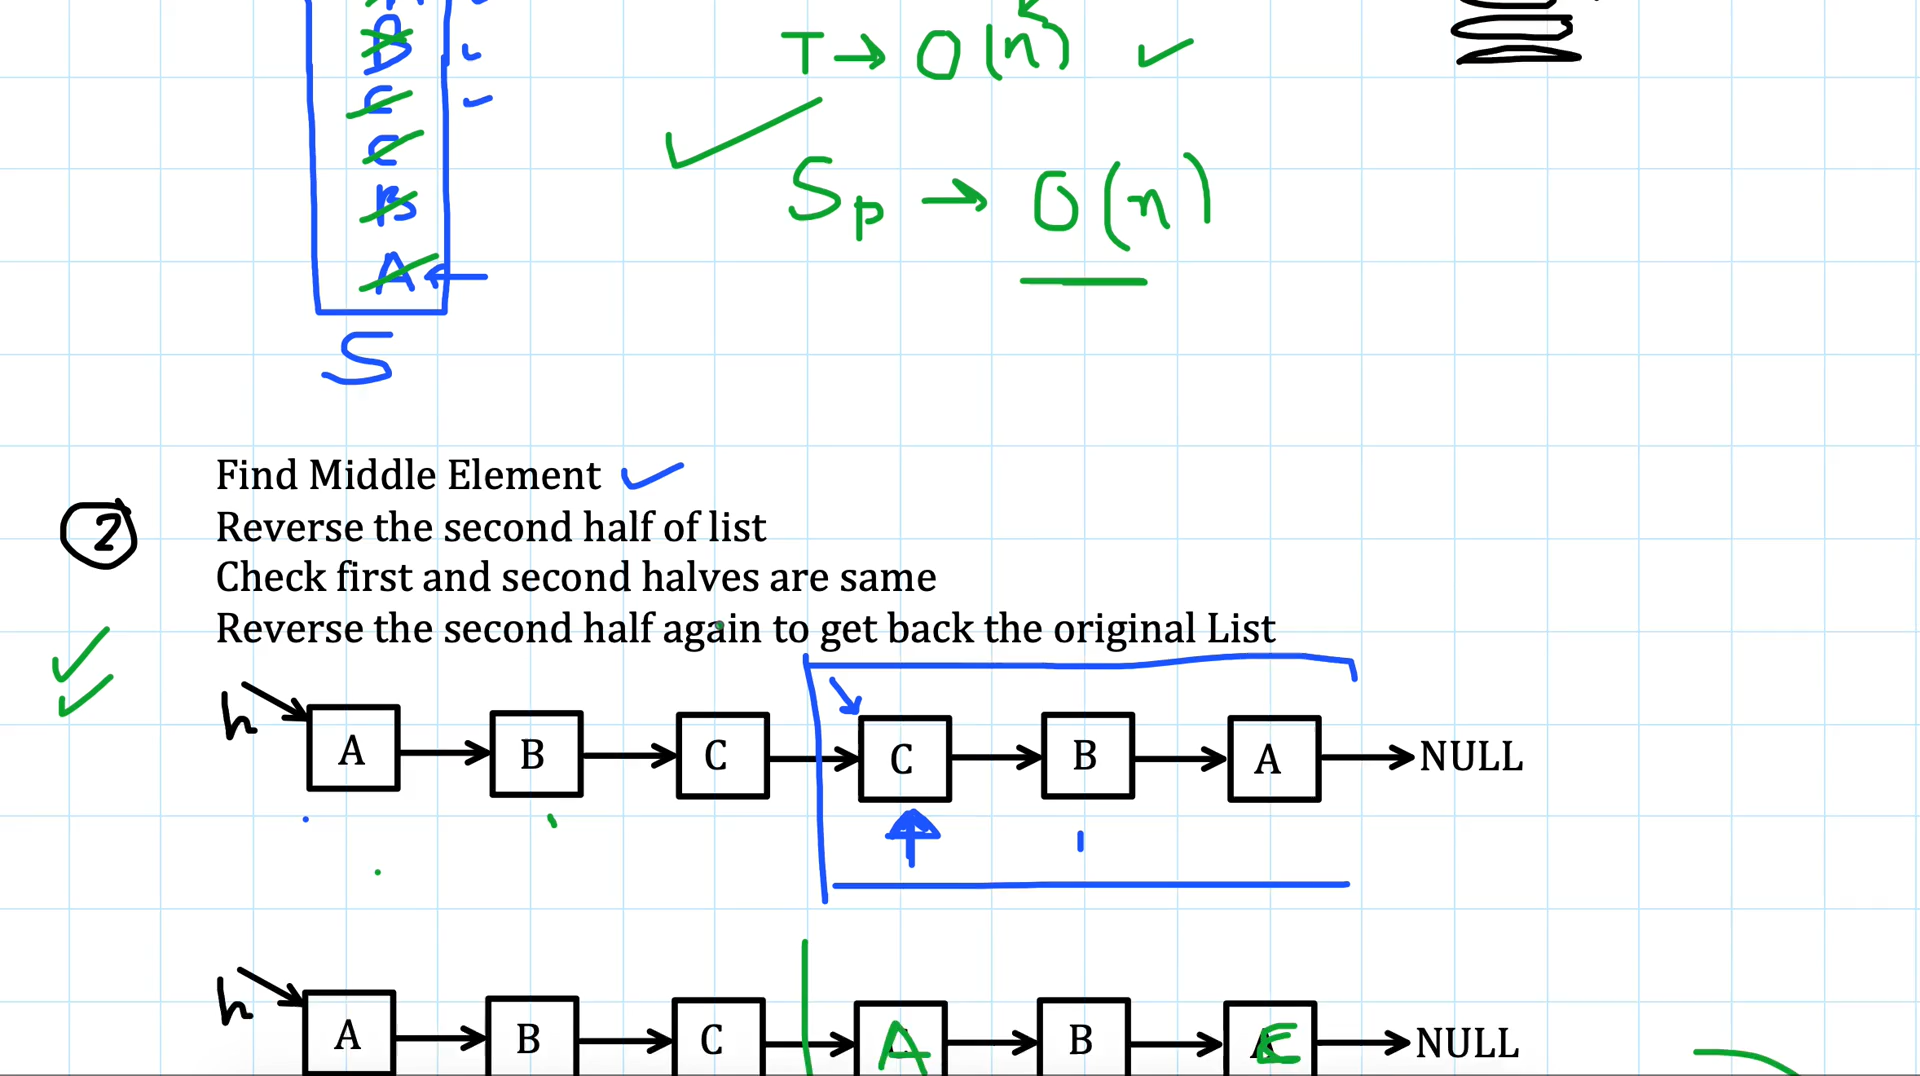 B
C
C
B
A
S
T → O(n)
Sp → O(n)
2
Find Middle Element
Reverse the second half of list
Check first and second halves are same
Reverse the second half again to get back the original List
h A B C C B A NULL
h A B C A B C NULL